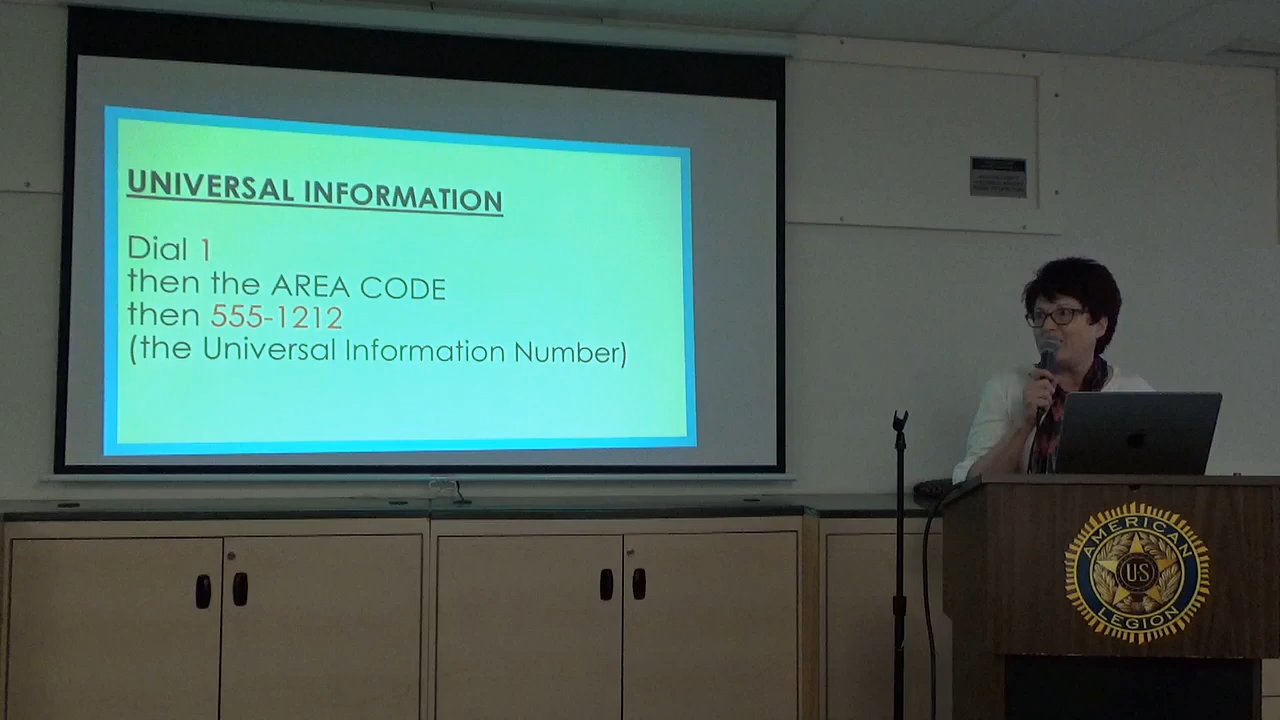 UNIVERSAL INFORMATION
Dial 1
then the AREA CODE
then 555-1212
(the Universal Information Number)
AMERICAN
US
LEGION